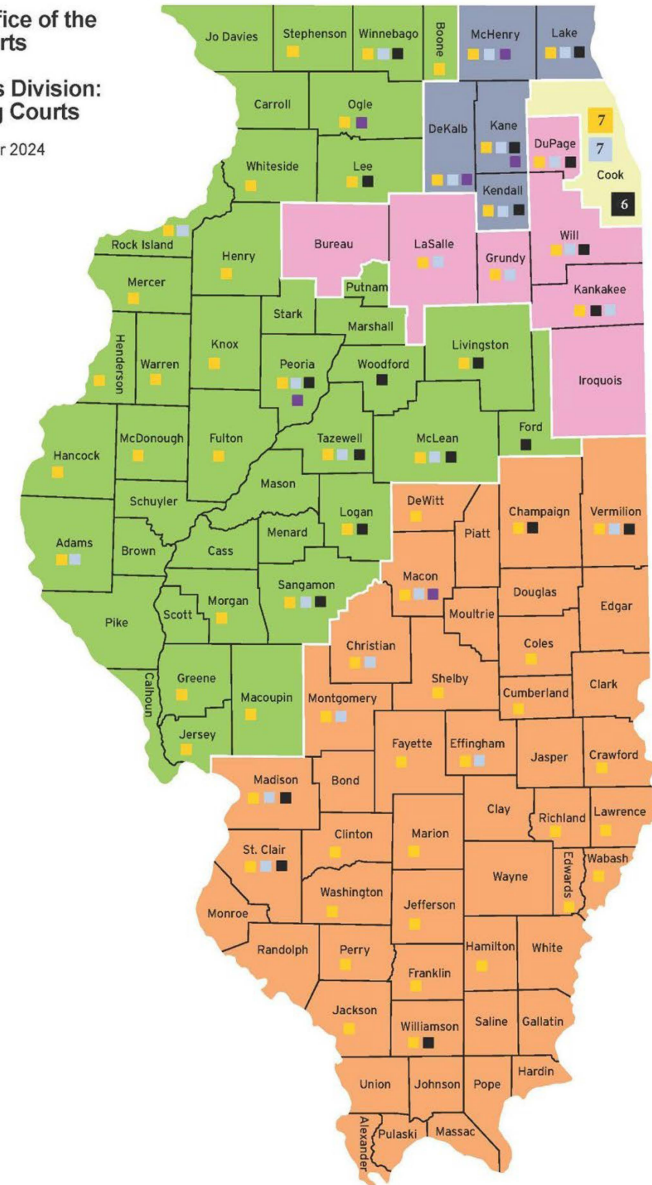 fice of the
rts
s Division:
g Courts
r 2024
Jo Davies
Stephenson
Winnebago
Boone
McHenry
Lake
Carroll
Ogle
DeKalb
Kane
DuPage
7
7
Cook
6
Whiteside
Lee
Kendall
Rock Island
Henry
Bureau
LaSalle
Grundy
Will
Mercer
Putnam
Kankakee
Stark
Marshall
Henderson
Warren
Knox
Peoria
Woodford
Livingston
Iroquois
Hancock
McDonough
Fulton
Tazewell
McLean
Ford
Mason
Schuyler
Logan
DeWitt
Champaign
Vermilion
Adams
Brown
Cass
Menard
Piatt
Sangamon
Macon
Douglas
Edgar
Pike
Scott
Morgan
Moultrie
Christian
Coles
Calhoun
Greene
Macoupin
Montgomery
Shelby
Cumberland
Clark
Jersey
Fayette
Effingham
Jasper
Crawford
Madison
Bond
Clay
Richland
Lawrence
St. Clair
Clinton
Marion
Wayne
Edwards
Wabash
Monroe
Washington
Jefferson
Randolph
Perry
Hamilton
White
Franklin
Jackson
Williamson
Saline
Gallatin
Union
Johnson
Pope
Hardin
Alexander
Pulaski
Massac